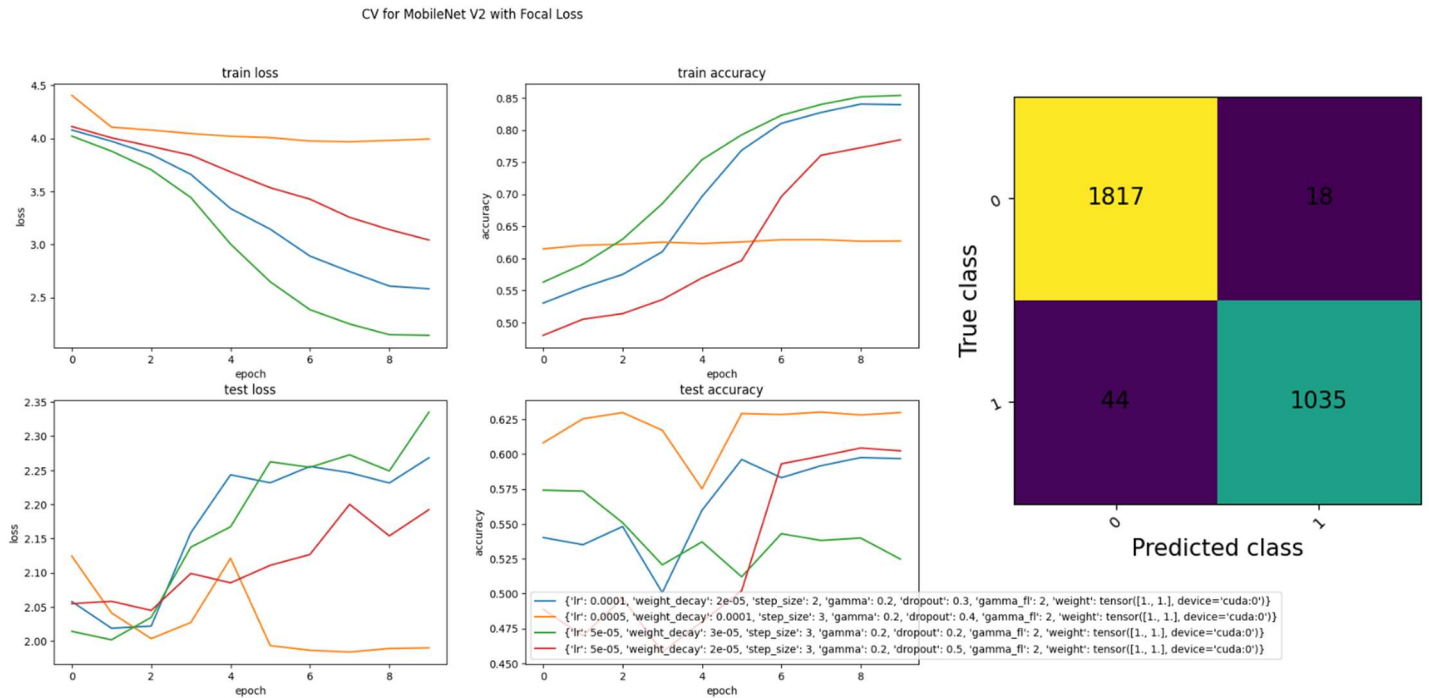 CV for MobileNet V2 with Focal Loss
train loss
4.5
4.0
3.5
3.0
2.5
loss
0 2 4 6 8
epoch
train accuracy
0.85
0.80
0.75
0.70
0.65
0.60
0.55
0.50
accuracy
0 2 4 6 8
epoch
test loss
2.35
2.30
2.25
2.20
2.15
2.10
2.05
2.00
loss
0 2 4 6 8
epoch
test accuracy
0.625
0.600
0.575
0.550
0.525
0.500
0.475
0.450
accuracy
{'lr': 0.0001, 'weight_decay': 2e-05, 'step_size': 2, 'gamma': 0.2, 'dropout': 0.3, 'gamma_fl': 2, 'weight': tensor([1., 1.], device='cuda:0')}
{'lr': 0.0005, 'weight_decay': 0.0001, 'step_size': 3, 'gamma': 0.2, 'dropout': 0.4, 'gamma_fl': 2, 'weight': tensor([1., 1.], device='cuda:0')}
{'lr': 5e-05, 'weight_decay': 3e-05, 'step_size': 3, 'gamma': 0.2, 'dropout': 0.2, 'gamma_fl': 2, 'weight': tensor([1., 1.], device='cuda:0')}
{'lr': 5e-05, 'weight_decay': 2e-05, 'step_size': 3, 'gamma': 0.2, 'dropout': 0.5, 'gamma_fl': 2, 'weight': tensor([1., 1.], device='cuda:0')}
0 2 4 6 8
epoch
True class
0
1817 18
1
44 1035
0 1
Predicted class